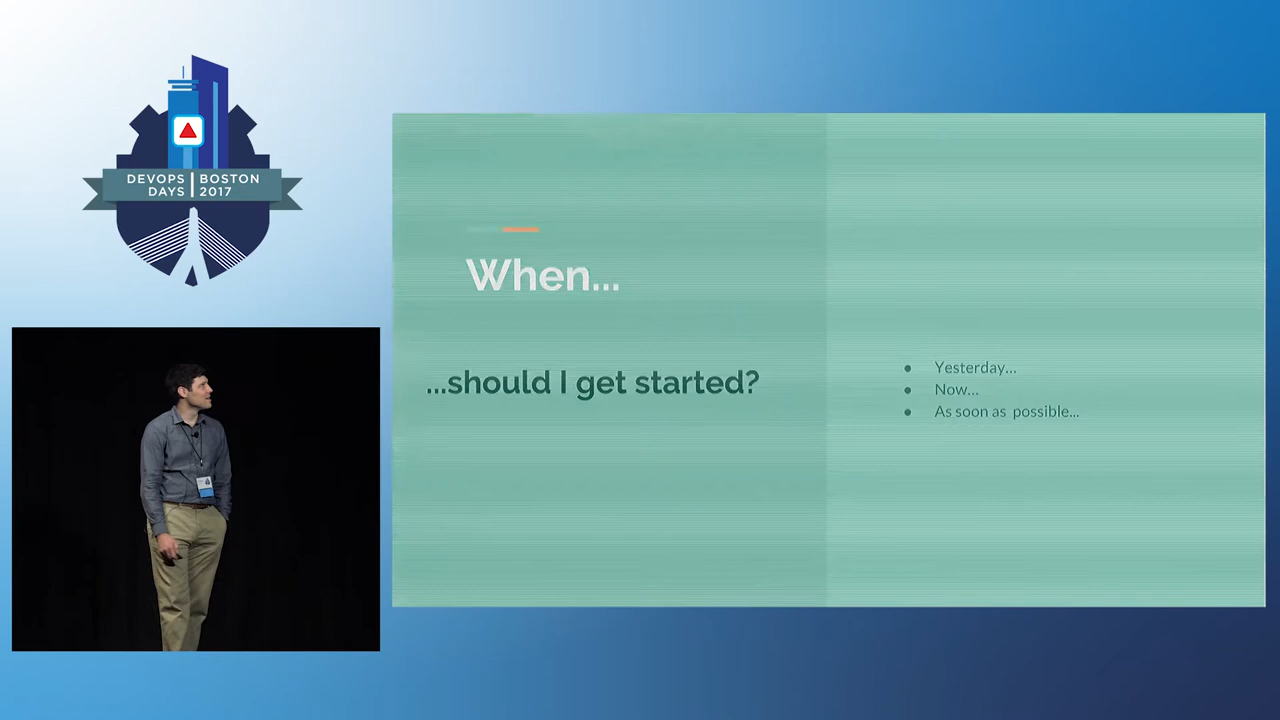 DEVOPS BOSTON
DAYS 2017
When...
...should I get started?
● Yesterday...
● Now...
● As soon as possible...